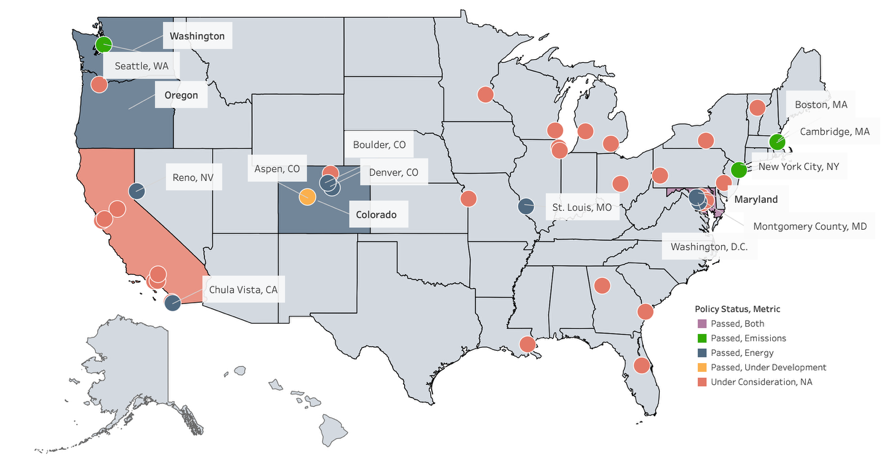 Washington
Seattle, WA
Oregon
Boulder, CO
Aspen, CO
Denver, CO
Reno, NV
Colorado
St. Louis, MO
Chula Vista, CA
Boston, MA
Cambridge, MA
New York City, NY
Maryland
Montgomery County, MD
Washington, D.C.
Policy Status, Metric
Passed, Both
Passed, Emissions
Passed, Energy
Passed, Under Development
Under Consideration, NA